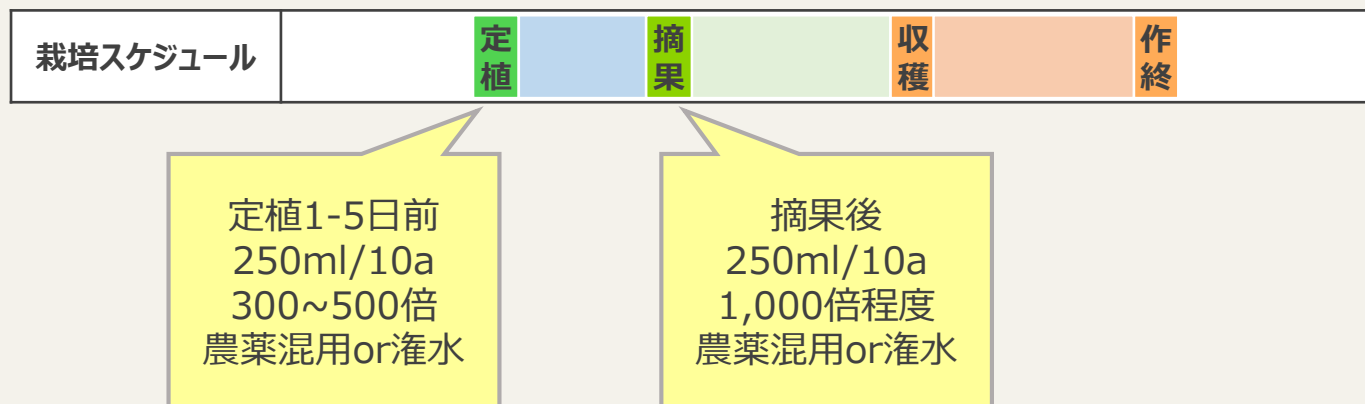 栽培スケジュール
定植
摘果
収穫
作終
定植1-5日前
250ml/10a
300~500倍
農薬混用or潅水
摘果後
250ml/10a
1,000倍程度
農薬混用or潅水